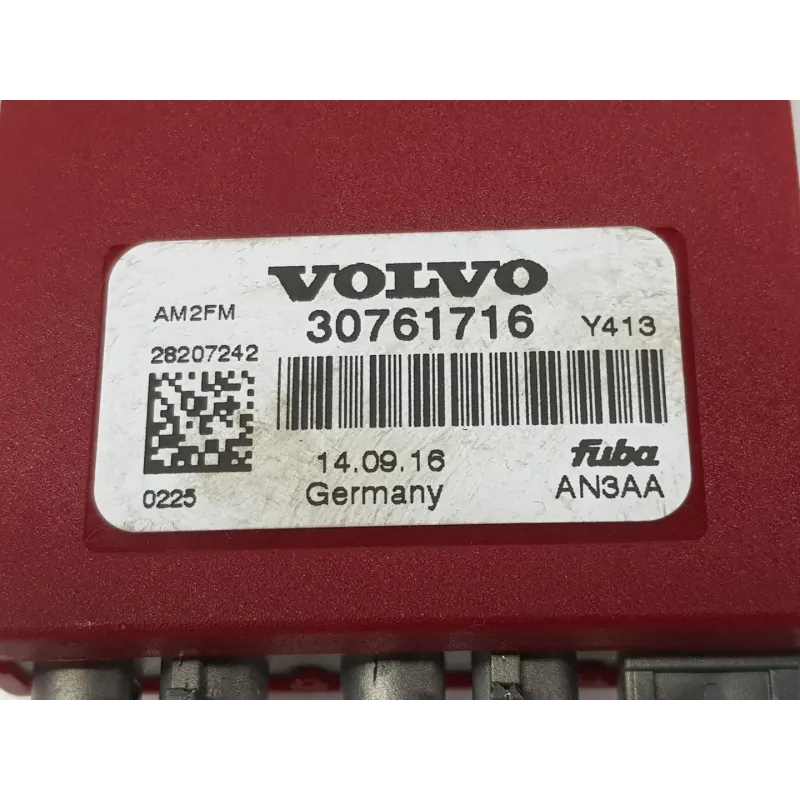 VOLVO
AM2FM 30761716 Y413
28207242
14.09.16 fuba
0225 Germany AN3AA